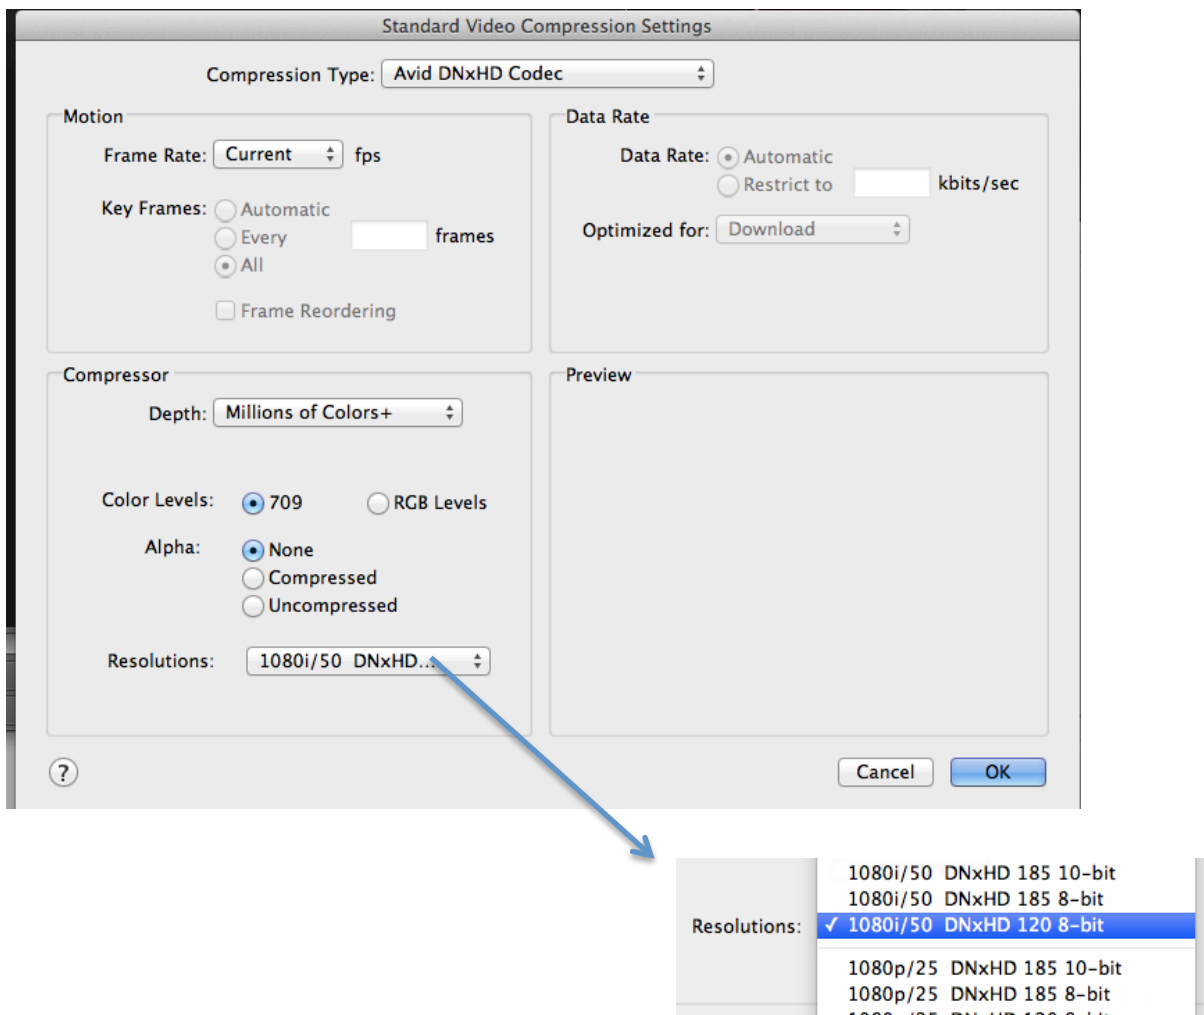 Standard Video Compression Settings
Compression Type: Avid DNxHD Codec
Motion
Frame Rate: Current fps
Key Frames: Automatic
Every frames
All
Frame Reordering
Data Rate
Data Rate: Automatic
Restrict to kbits/sec
Optimized for: Download
Compressor
Depth: Millions of Colors+
Color Levels: 709 RGB Levels
Alpha: None
Compressed
Uncompressed
Resolutions: 1080i/50 DNxHD...
Preview
?
Cancel OK
1080i/50 DNxHD 185 10-bit
1080i/50 DNxHD 185 8-bit
Resolutions: ✓ 1080i/50 DNxHD 120 8-bit
1080p/25 DNxHD 185 10-bit
1080p/25 DNxHD 185 8-bit